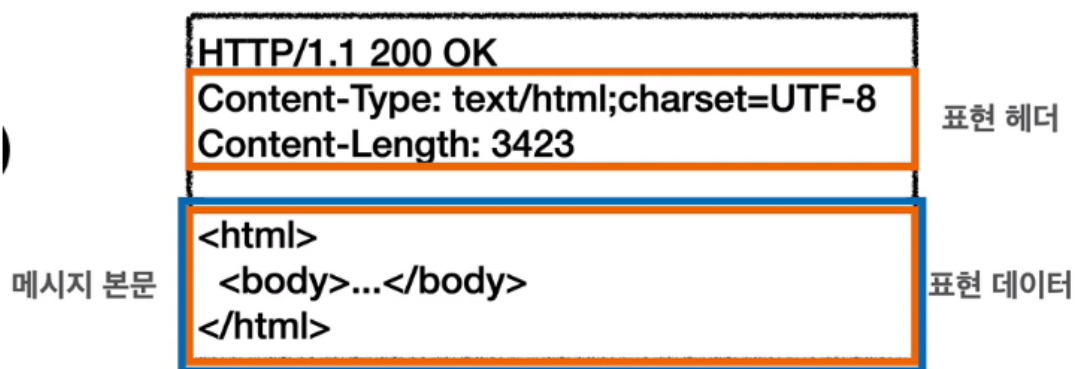 HTTP/1.1 200 OK
Content-Type: text/html;charset=UTF-8
Content-Length: 3423
표현 헤더
<html>
<body>...</body>
</html>
메시지 본문
표현 데이터